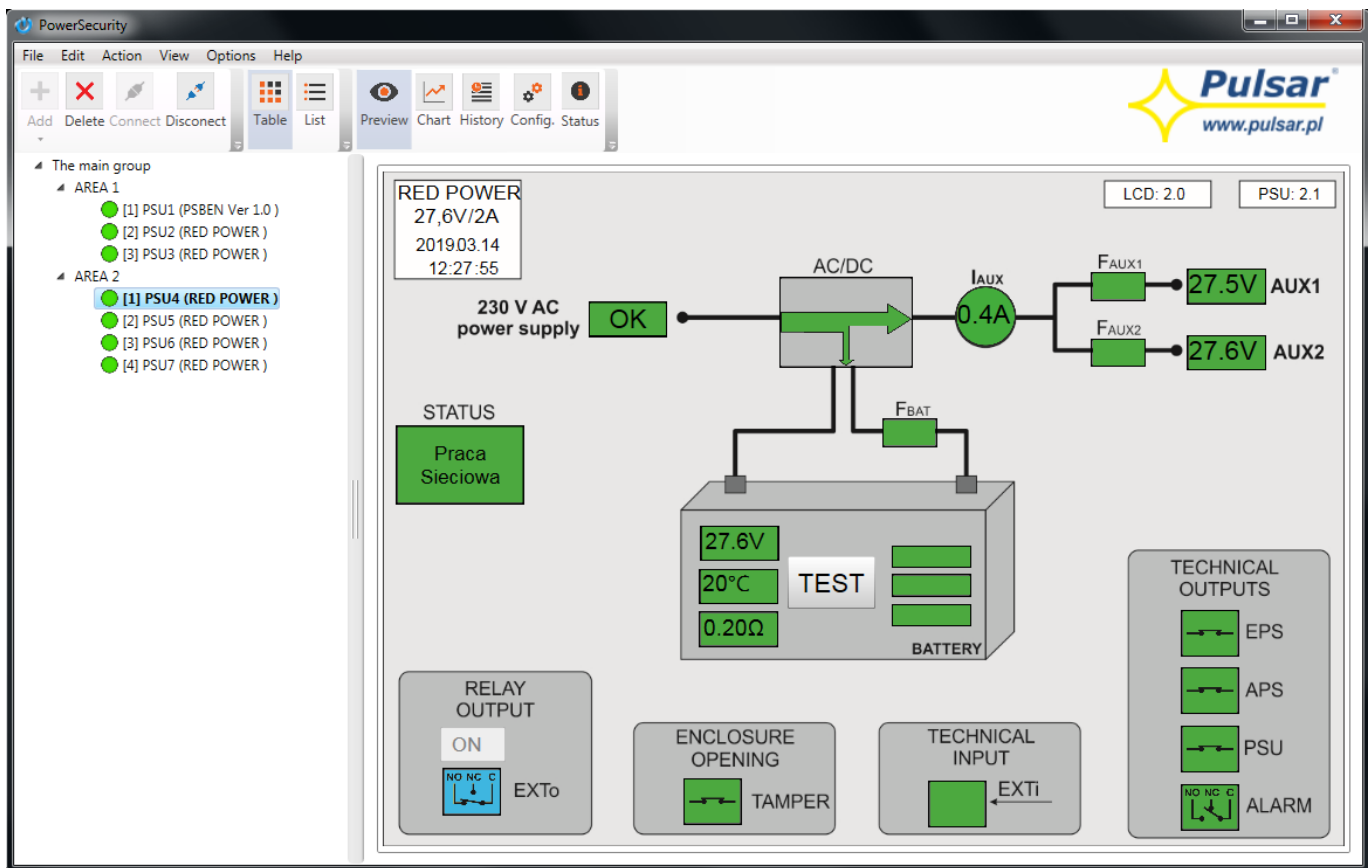 PowerSecurity
File Edit Action View Options Help
Add Delete Connect Disconect Table List Preview Chart History Config. Status
Pulsar
www.pulsar.pl
The main group
AREA 1
[1] PSU1 (PSBEN Ver 1.0 )
[2] PSU2 (RED POWER )
[3] PSU3 (RED POWER )
AREA 2
[1] PSU4 (RED POWER )
[2] PSU5 (RED POWER )
[3] PSU6 (RED POWER )
[4] PSU7 (RED POWER )
RED POWER
27,6V/2A
2019.03.14
12:27:55
LCD: 2.0
PSU: 2.1
230 V AC
power supply
OK
AC/DC
IAUX
0.4A
FAUX1
27.5V AUX1
FAUX2
27.6V AUX2
STATUS
Praca
Sieciowa
FBAT
27.6V
20°C
0.20Ω
TEST
BATTERY
RELAY
OUTPUT
ON
NO NC C
EXTo
ENCLOSURE
OPENING
TAMPER
TECHNICAL
INPUT
EXTi
TECHNICAL
OUTPUTS
EPS
APS
PSU
NO NC C
ALARM